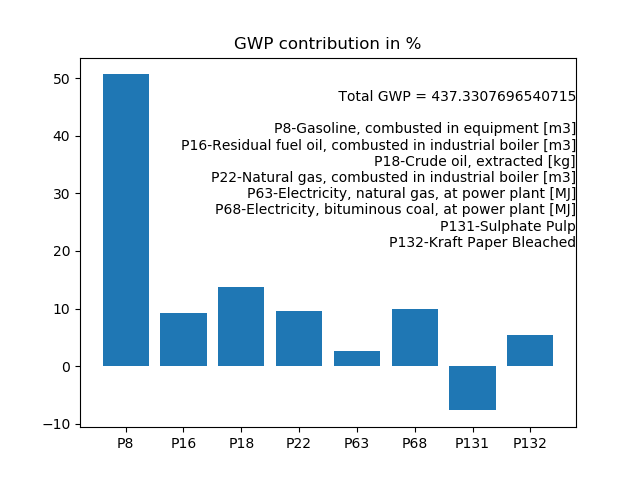 GWP contribution in %
50
40
30
20
10
0
−10
Total GWP = 437.3307696540715
P8-Gasoline, combusted in equipment [m3]
P16-Residual fuel oil, combusted in industrial boiler [m3]
P18-Crude oil, extracted [kg]
P22-Natural gas, combusted in industrial boiler [m3]
P63-Electricity, natural gas, at power plant [MJ]
P68-Electricity, bituminous coal, at power plant [MJ]
P131-Sulphate Pulp
P132-Kraft Paper Bleached
P8 P16 P18 P22 P63 P68 P131 P132